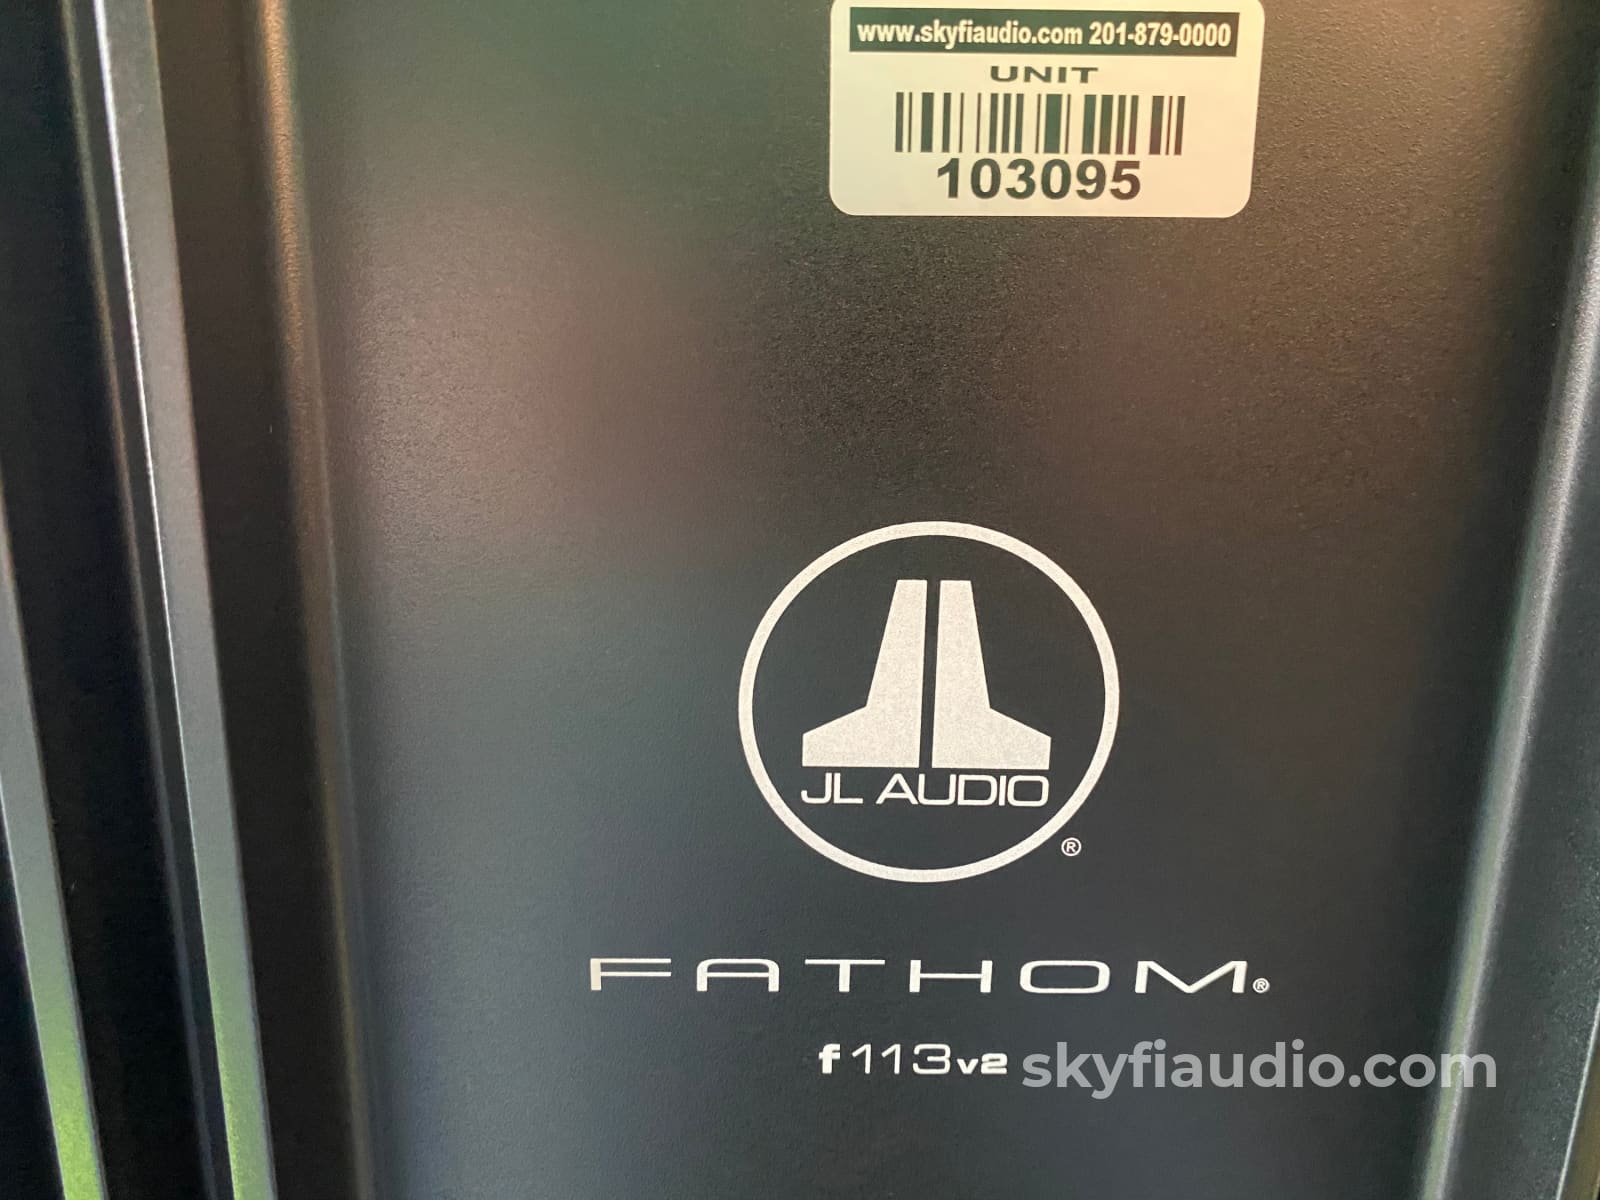 www.skyfiaudio.com 201-879-0000
UNIT
103095
JL AUDIO
®
FATHOM®
f113v2
skyfiaudio.com